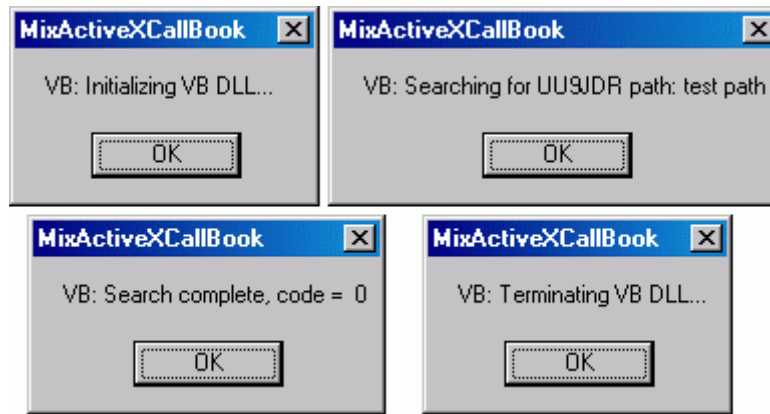 MixActiveXCallBook
VB: Initializing VB DLL...
OK
MixActiveXCallBook
VB: Searching for UU9JDR path: test path
OK
MixActiveXCallBook
VB: Search complete, code = 0
OK
MixActiveXCallBook
VB: Terminating VB DLL...
OK